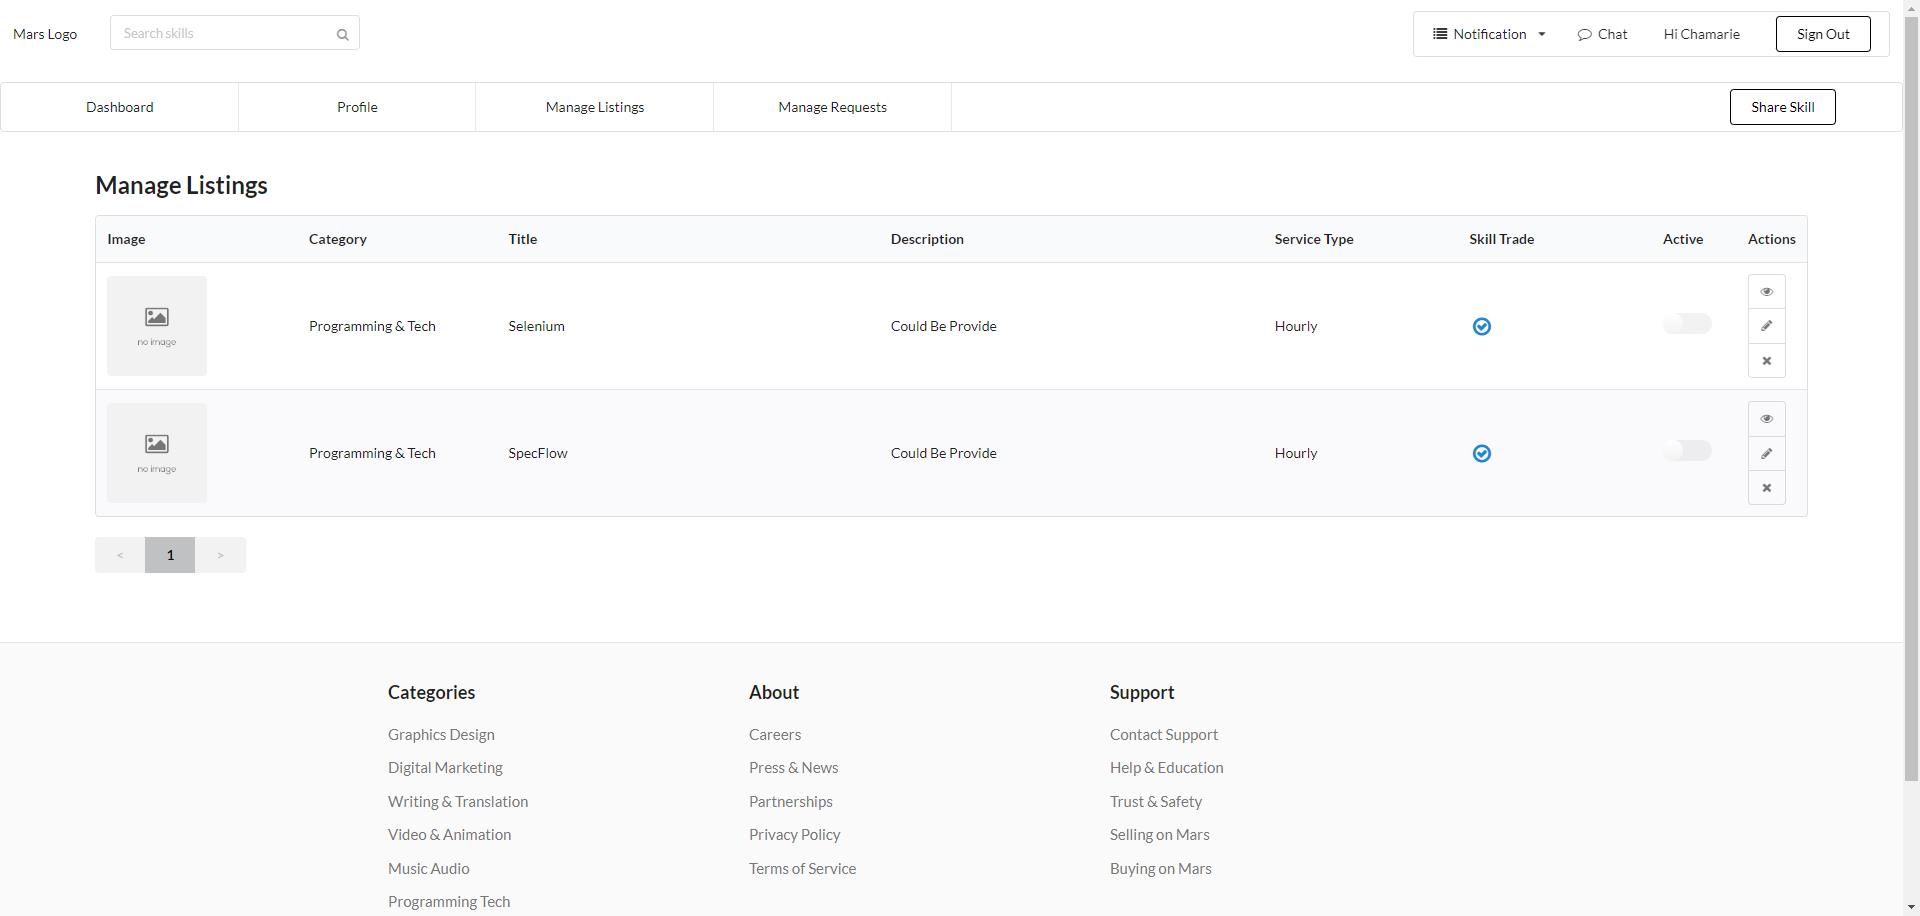 Mars Logo
Search skills
Notification
Chat
Hi Chamarie
Sign Out
Dashboard
Profile
Manage Listings
Manage Requests
Share Skill
Manage Listings
Image Category Title Description Service Type Skill Trade Active Actions
no image
Programming & Tech Selenium Could Be Provide Hourly
no image
Programming & Tech SpecFlow Could Be Provide Hourly
< 1 >
Categories
Graphics Design
Digital Marketing
Writing & Translation
Video & Animation
Music Audio
Programming Tech
About
Careers
Press & News
Partnerships
Privacy Policy
Terms of Service
Support
Contact Support
Help & Education
Trust & Safety
Selling on Mars
Buying on Mars